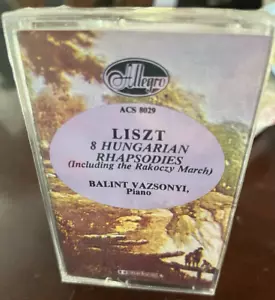 Allegro
ACS 8029
LISZT
8 HUNGARIAN
RHAPSODIES
(Including the Rakoczy March)
BALINT VAZSONYI,
Piano